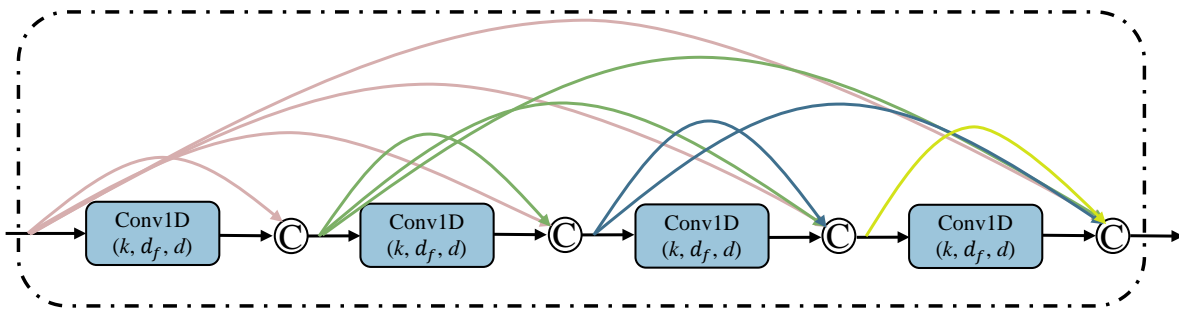 Conv1D
(k, d_f, d)
C
Conv1D
(k, d_f, d)
C
Conv1D
(k, d_f, d)
C
Conv1D
(k, d_f, d)
C